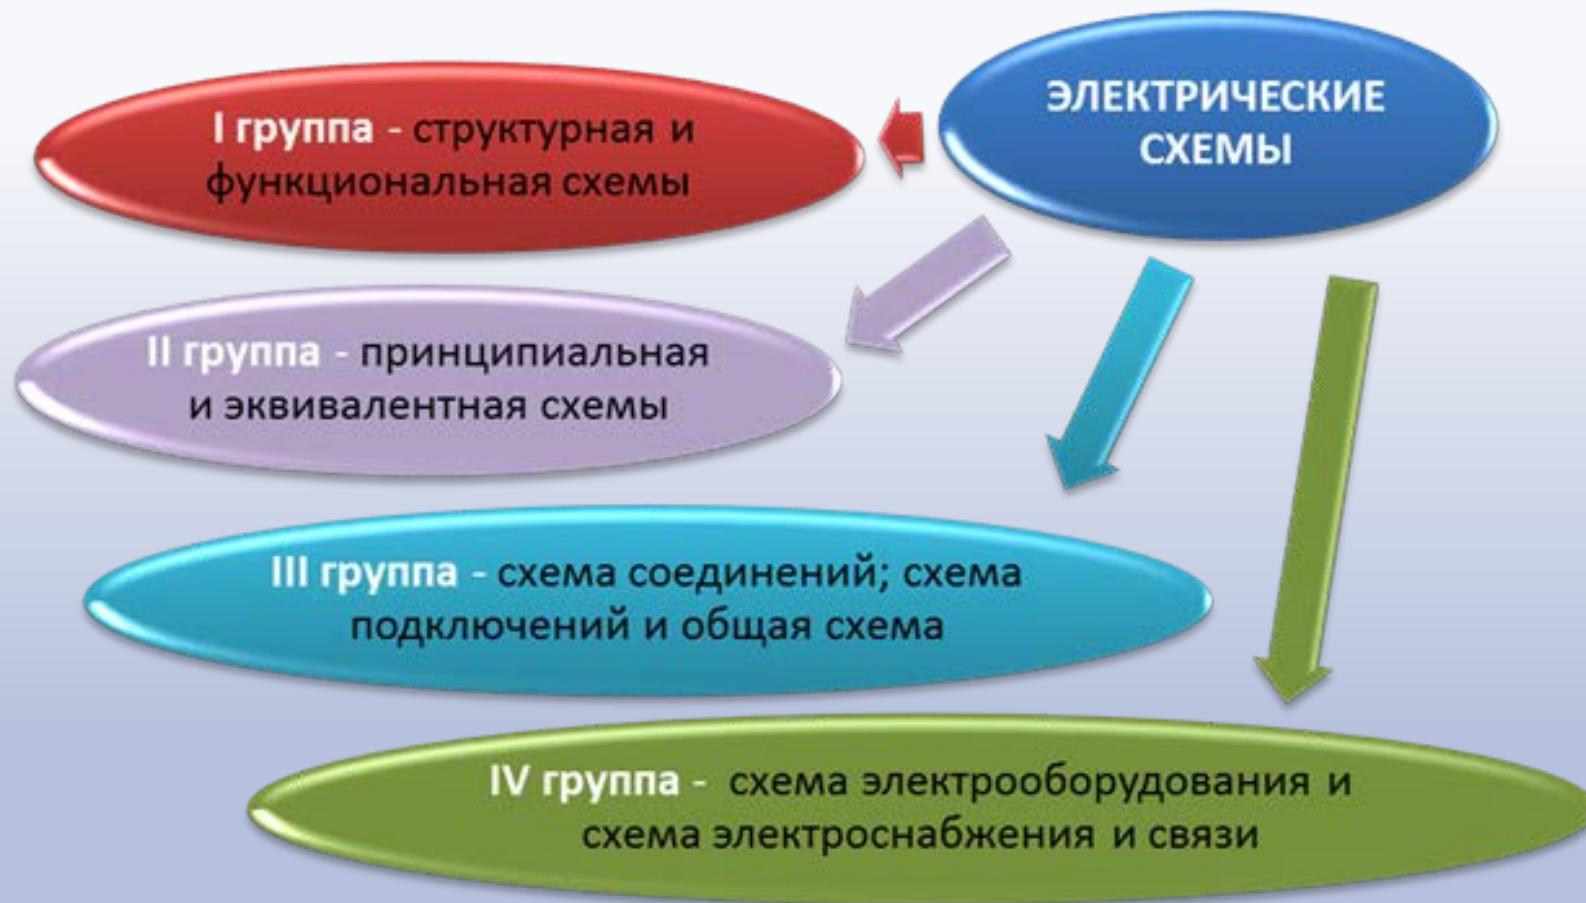 ЭЛЕКТРИЧЕСКИЕ
СХЕМЫ
I группа - структурная и
функциональная схемы
II группа - принципиальная
и эквивалентная схемы
III группа - схема соединений; схема
подключений и общая схема
IV группа - схема электрооборудования и
схема электроснабжения и связи